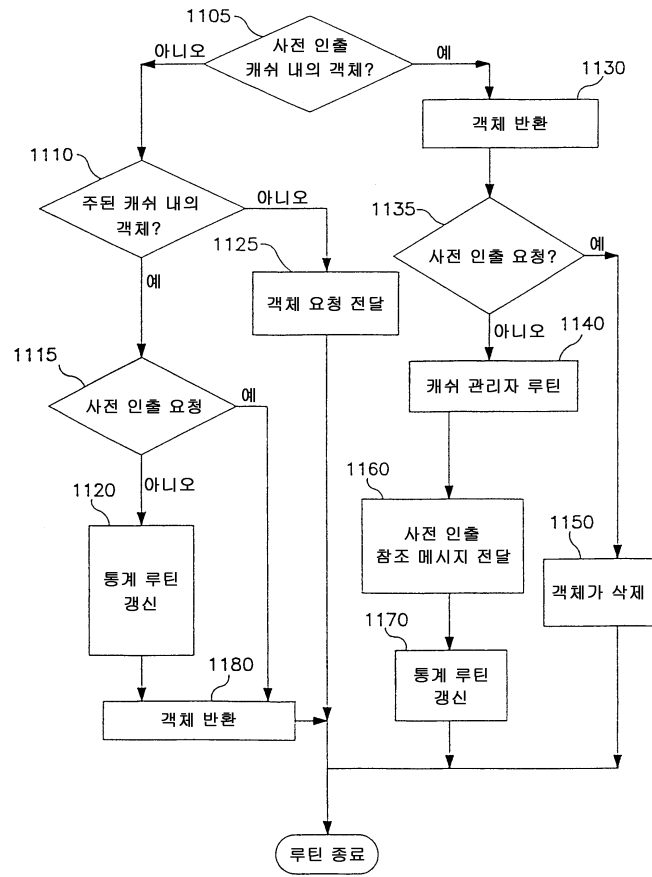 1105
사전 인출
캐쉬 내의 객체?
아니오
예
1130
객체 반환
1110
주된 캐쉬 내의
객체?
아니오
예
1135
사전 인출 요청?
예
아니오
1125
객체 요청 전달
1115
사전 인출 요청
예
아니오
1140
캐쉬 관리자 루틴
1120
통계 루틴
갱신
1160
사전 인출
참조 메시지 전달
1150
객체가 삭제
1170
통계 루틴
갱신
1180
객체 반환
루틴 종료